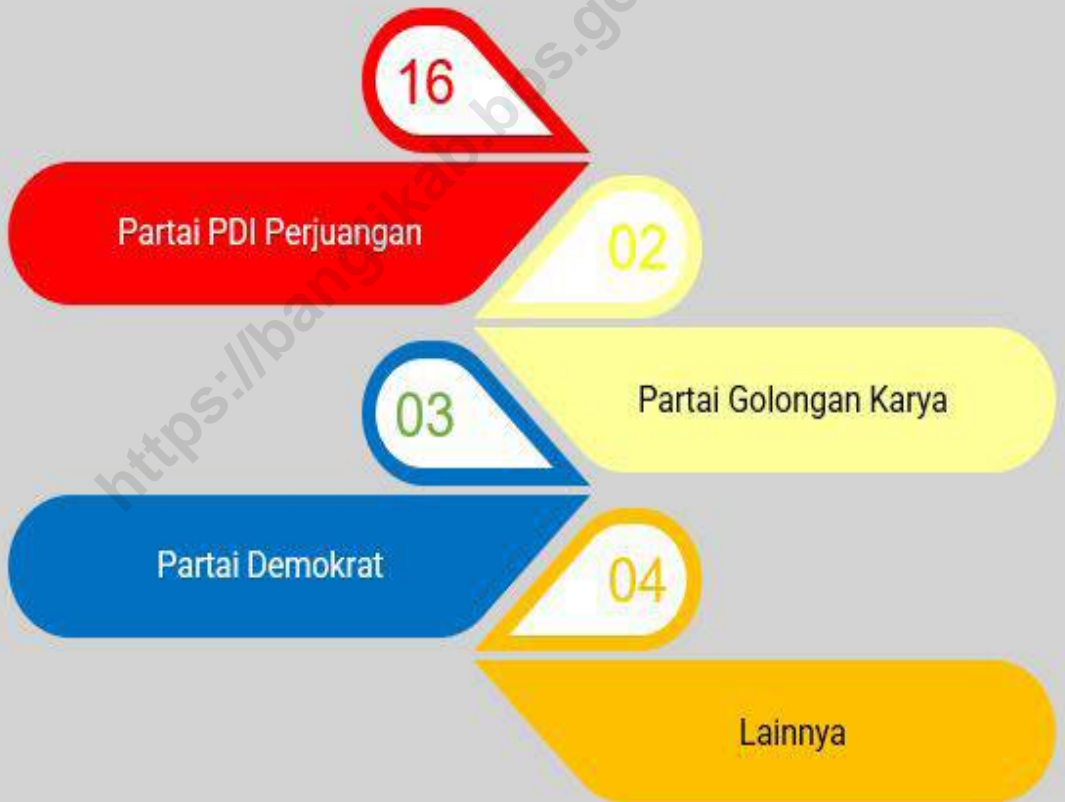 16
Partai PDI Perjuangan
02
Partai Golongan Karya
03
Partai Demokrat
04
Lainnya